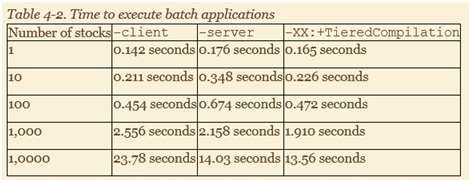 Table 4-2. Time to execute batch applications
Number of stocks -client -server -XX:+TieredCompilation
1 0.142 seconds 0.176 seconds 0.165 seconds
10 0.211 seconds 0.348 seconds 0.226 seconds
100 0.454 seconds 0.674 seconds 0.472 seconds
1,000 2.556 seconds 2.158 seconds 1.910 seconds
1,0000 23.78 seconds 14.03 seconds 13.56 seconds